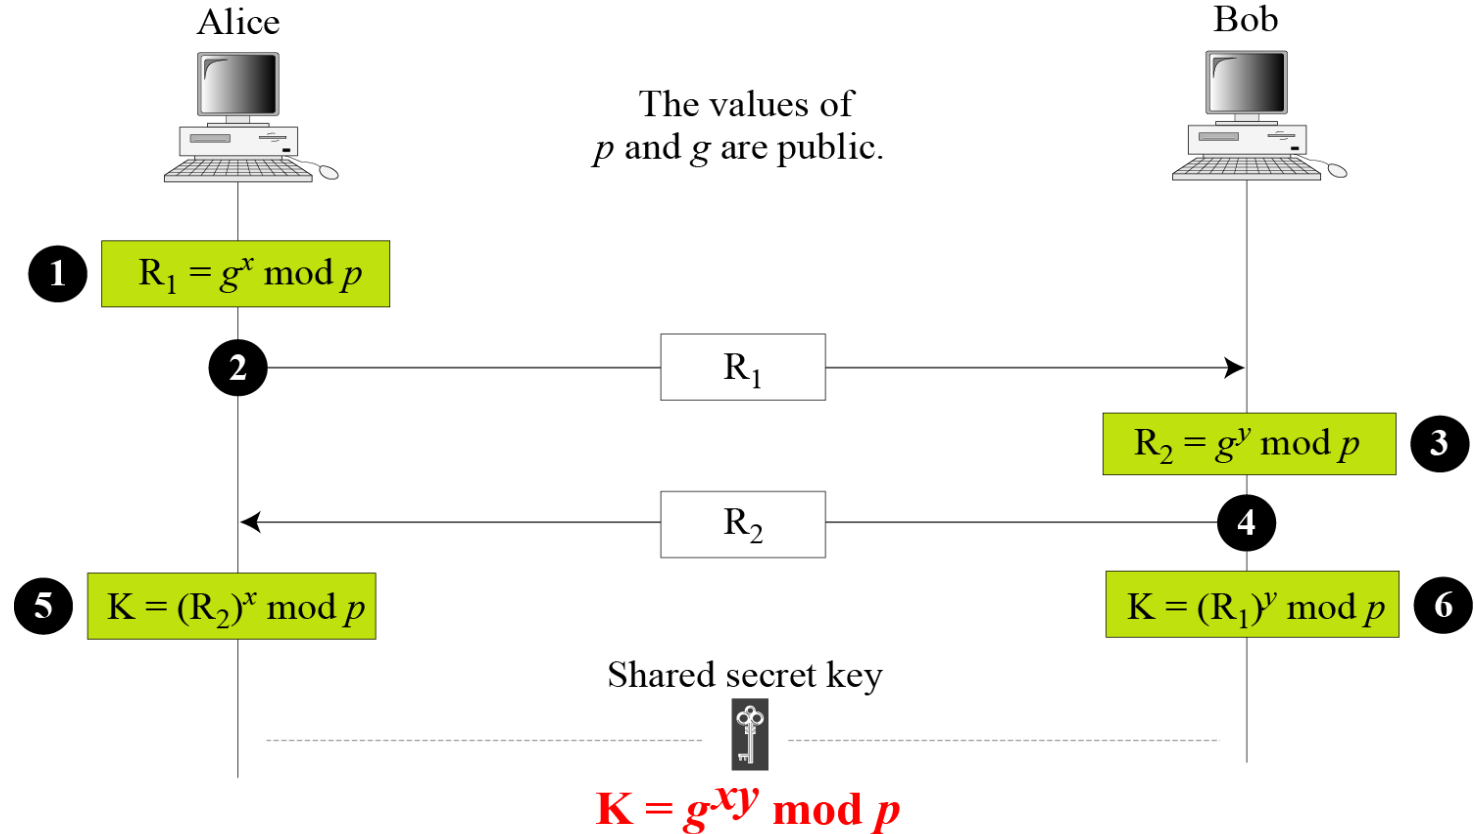 Alice
Bob
The values of
p and g are public.
1
R₁ = gˣ mod p
2
R₁
R₂ = gʸ mod p
3
R₂
4
5
K = (R₂)ˣ mod p
K = (R₁)ʸ mod p
6
Shared secret key
K = gˣʸ mod p